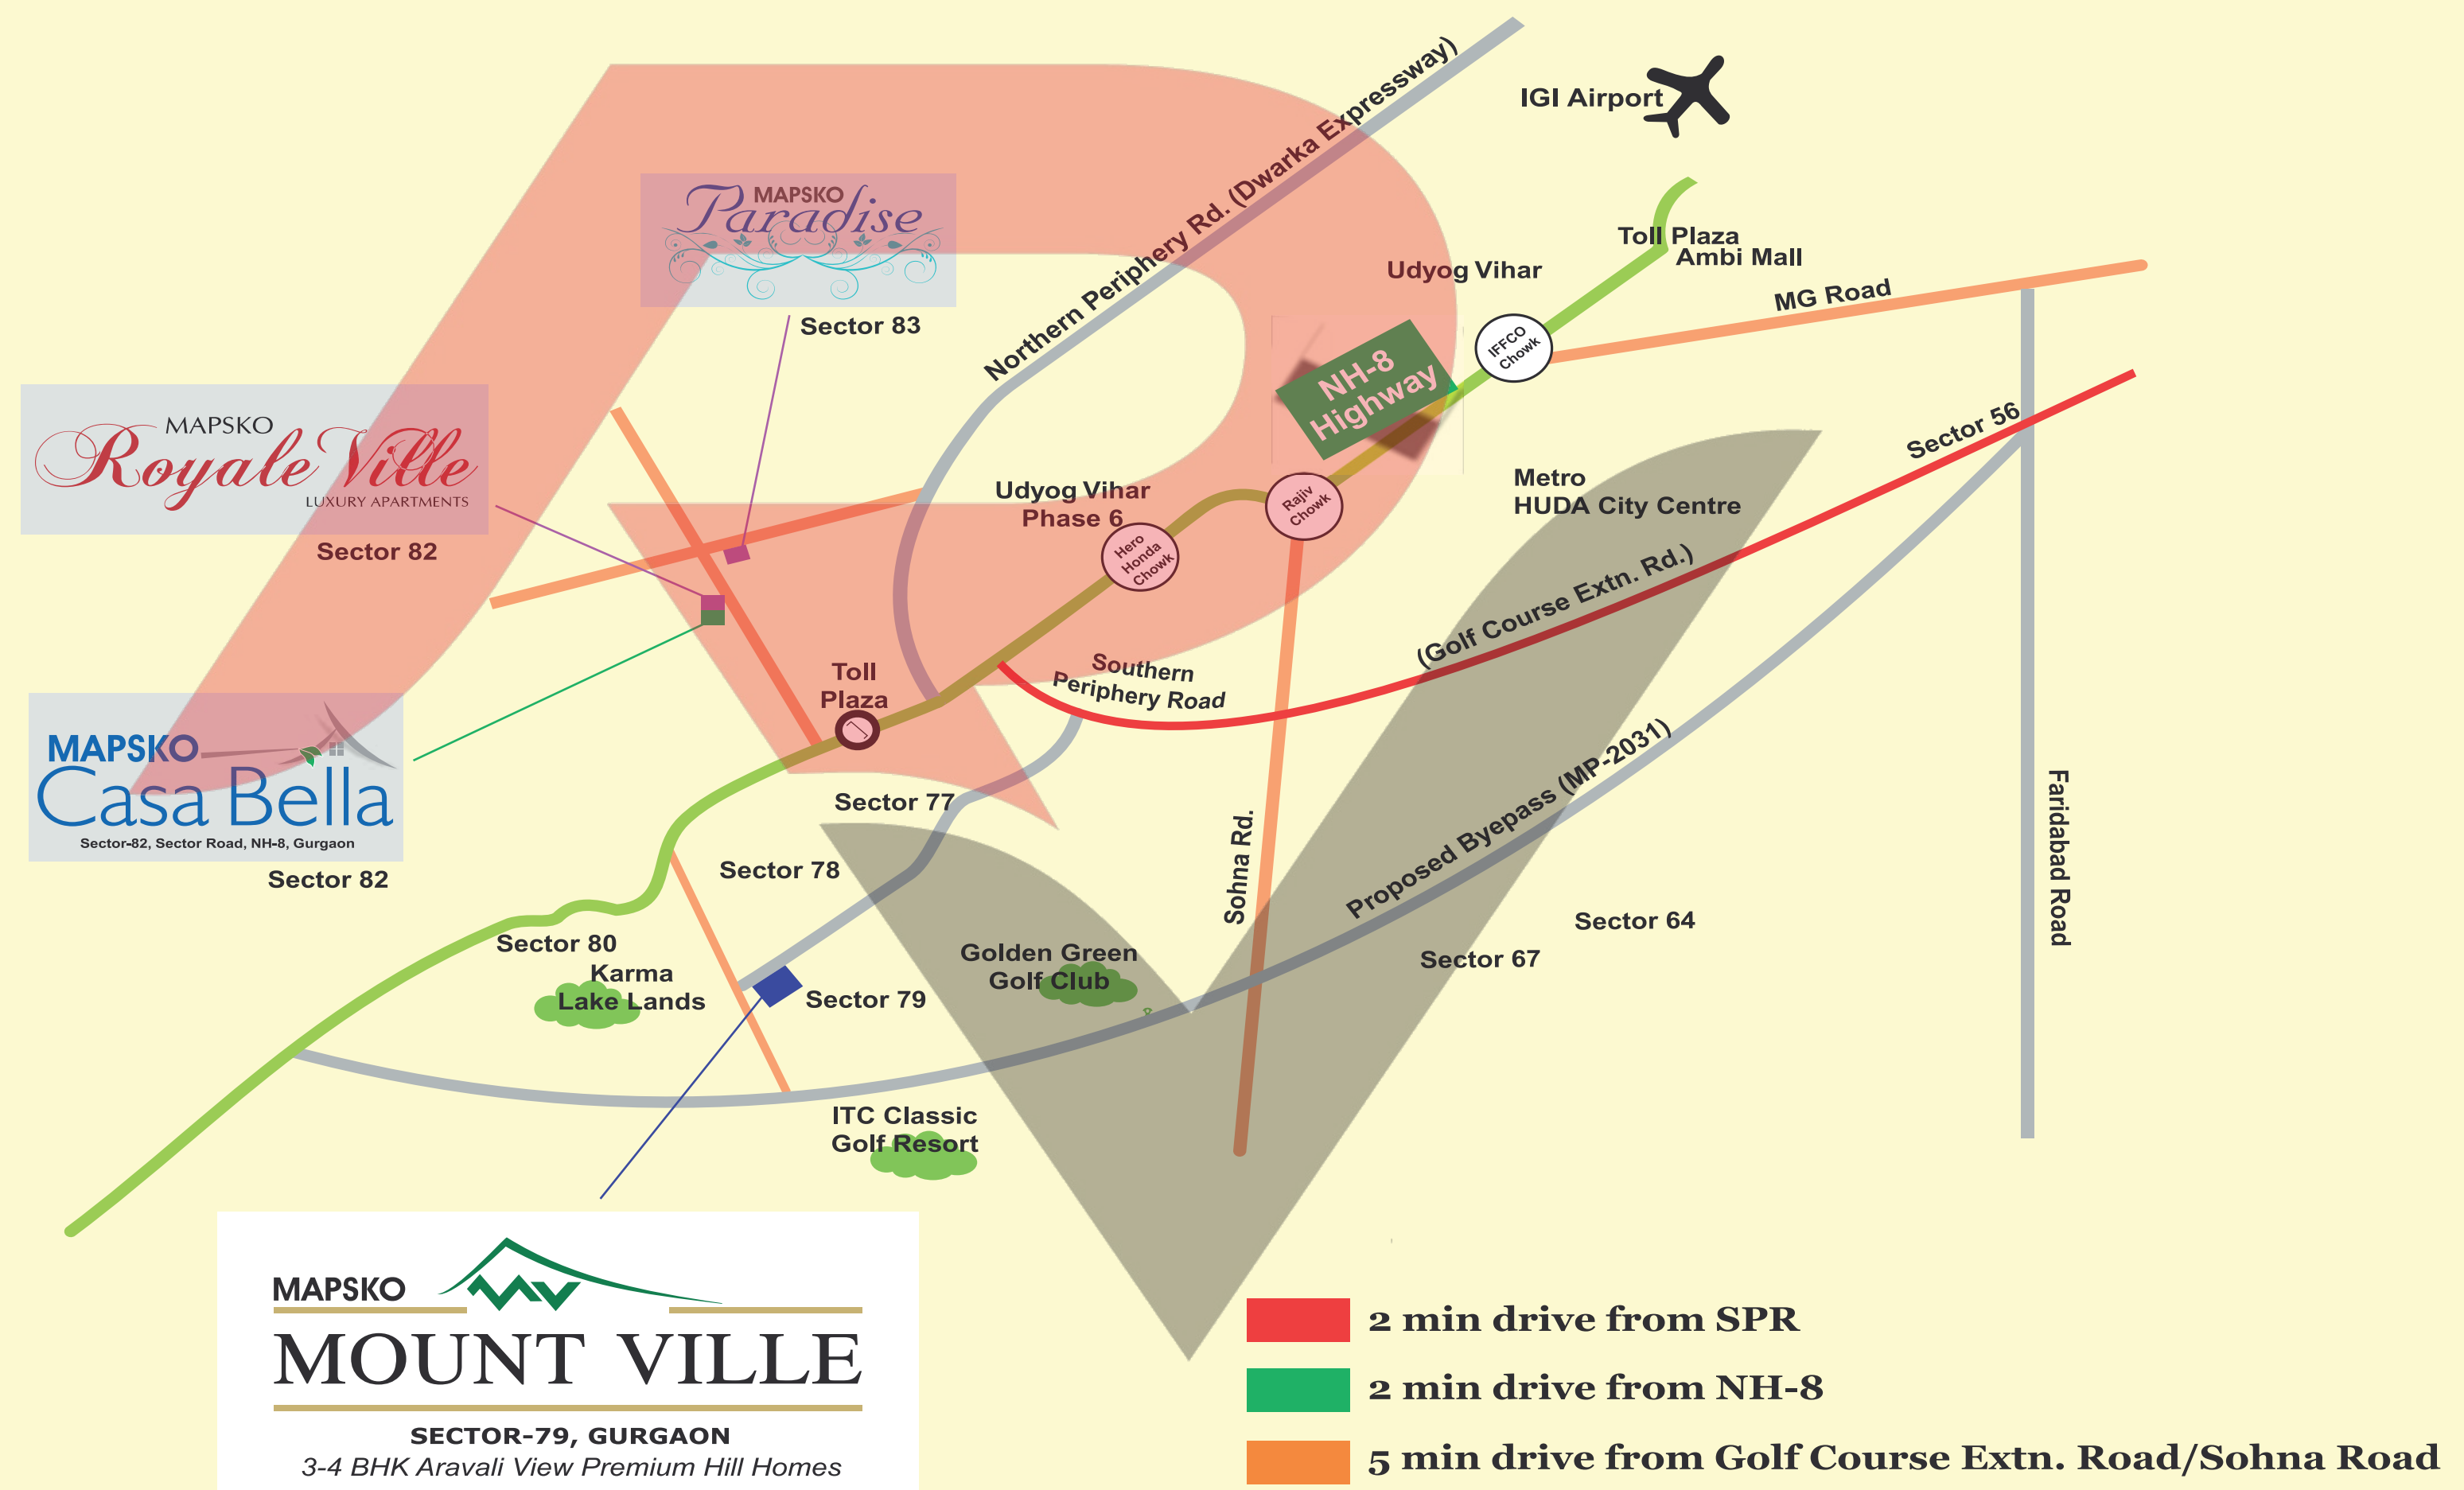 IGI Airport
Northern Periphery Rd. (Dwarka Expressway)
MAPSKO
Paradise
Sector 83
Toll Plaza
Ambi Mall
Udyog Vihar
MG Road
IFFCO
Chowk
NH-8
Highway
MAPSKO
Royale Ville
LUXURY APARTMENTS
Sector 82
Sector 56
Metro
HUDA City Centre
Udyog Vihar
Phase 6
Rajiv
Chowk
Hero
Honda
Chowk
(Golf Course Extn. Rd.)
Southern
Periphery Road
Toll
Plaza
MAPSKO
Casa Bella
Sector-82, Sector Road, NH-8, Gurgaon
Sector 82
Sector 77
Sector 78
Sohna Rd.
Proposed Byepass (MP-2031)
Faridabad Road
Sector 64
Sector 67
Sector 80
Karma
Lake Lands
Sector 79
Golden Green
Golf Club
ITC Classic
Golf Resort
MAPSKO
MOUNT VILLE
SECTOR-79, GURGAON
3-4 BHK Aravali View Premium Hill Homes
2 min drive from SPR
2 min drive from NH-8
5 min drive from Golf Course Extn. Road/Sohna Road